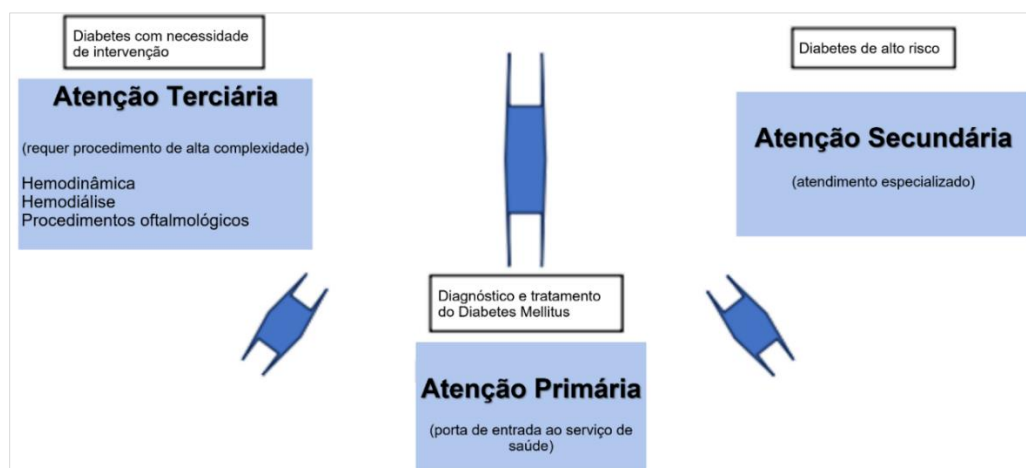 Diabetes com necessidade
de intervenção
Atenção Terciária
(requer procedimento de alta complexidade)
Hemodinâmica
Hemodiálise
Procedimentos oftalmológicos
Diabetes de alto risco
Atenção Secundária
(atendimento especializado)
Diagnóstico e tratamento
do Diabetes Mellitus
Atenção Primária
(porta de entrada ao serviço de
saúde)